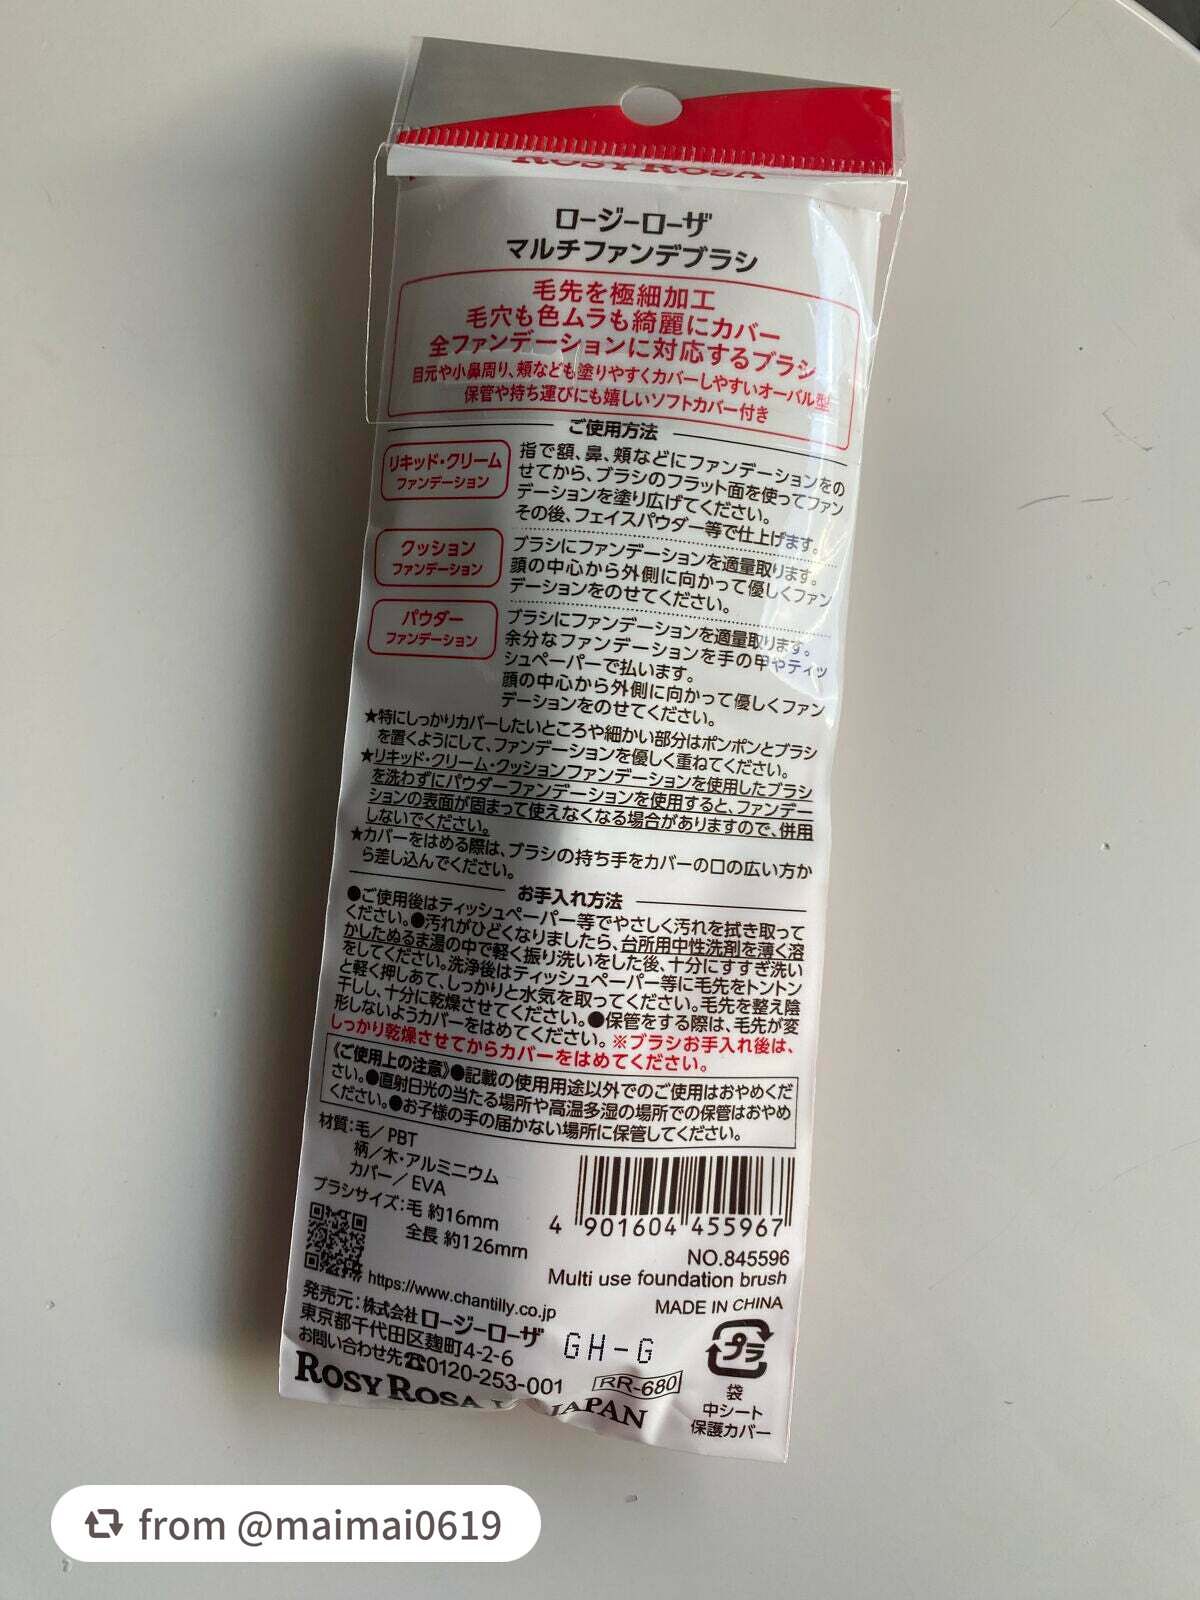 ROSY ROSA
ロージーローザ
マルチファンデブラシ
毛先を極細加工
毛穴も色ムラも綺麗にカバー
全ファンデーションに対応するブラシ
目元や小鼻周り、頬なども塗りやすくカバーしやすいオーバル型
保管や持ち運びにも嬉しいソフトカバー付き
ご使用方法
リキッド・クリーム
ファンデーション
指で額、鼻、頬などにファンデーションをの
せてから、ブラシのフラット面を使ってファン
デーションを塗り広げてください。
その後、フェイスパウダー等で仕上げます。
クッション
ファンデーション
ブラシにファンデーションを適量取ります。
顔の中心から外側に向かって優しくファン
デーションをのせてください。
パウダー
ファンデーション
ブラシにファンデーションを適量取ります。
余分なファンデーションを手の甲やティッ
シュペーパーで払います。
顔の中心から外側に向かって優しくファン
デーションをのせてください。
★特にしっかりカバーしたいところや細かい部分はポンポンとブラシ
を置くようにして、ファンデーションを優しく重ねてください。
★リキッド・クリーム・クッションファンデーションを使用したブラシ
を洗わずにパウダーファンデーションを使用すると、ファンデー
ションの表面が固まって使えなくなる場合がありますので、併用
しないでください。
★カバーをはめる際は、ブラシの持ち手をカバーの口の広い方か
ら差し込んでください。
お手入れ方法
●ご使用後はティッシュペーパー等でやさしく汚れを拭き取って
ください。●汚れがひどくなりましたら、台所用中性洗剤を薄く溶
かしたぬるま湯の中で軽く振り洗いをした後、十分にすすぎ洗い
をしてください。洗浄後はティッシュペーパー等に毛先をトントン
と軽く押しあて、しっかりと水気を取ってください。毛先を整え陰
干しし、十分に乾燥させてください。●保管をする際は、毛先が変
形しないようカバーをはめてください。※ブラシお手入れ後は、
しっかり乾燥させてからカバーをはめてください。
《ご使用上の注意》●記載の使用用途以外でのご使用はおやめくだ
さい。●直射日光の当たる場所や高温多湿の場所での保管はおやめ
ください。●お子様の手の届かない場所に保管してください。
材質:毛／PBT
柄／木・アルミニウム
カバー／EVA
ブラシサイズ:毛 約16mm
全長 約126mm
4 901604 455967
NO.845596
Multi use foundation brush
MADE IN CHINA
https://www.chantilly.co.jp
発売元:株式会社ロージーローザ
東京都千代田区麹町4-2-6
お問い合わせ先☎0120-253-001
GH-G
RR-680
プラ
袋
中シート
保護カバー
ROSY ROSA
JAPAN
from @maimai0619